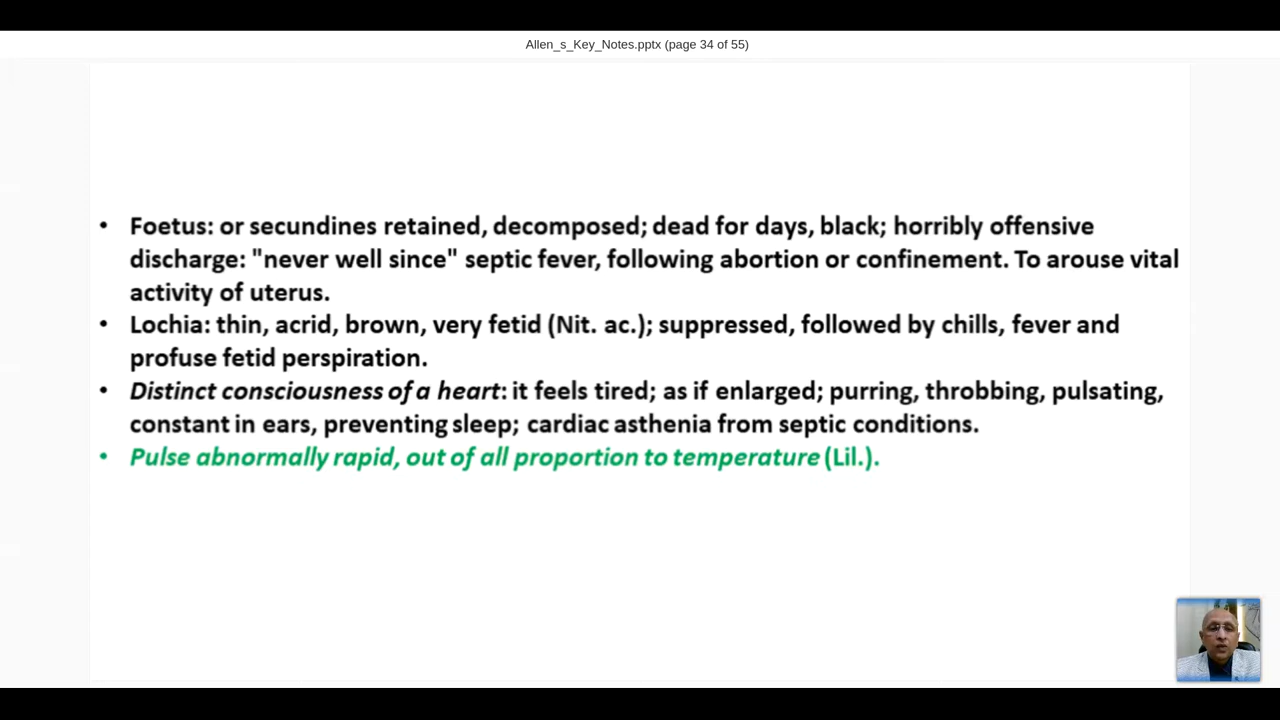 Allen_s_Key_Notes.pptx (page 34 of 55)
• Foetus: or secundines retained, decomposed; dead for days, black; horribly offensive
discharge: "never well since" septic fever, following abortion or confinement. To arouse vital
activity of uterus.
• Lochia: thin, acrid, brown, very fetid (Nit. ac.); suppressed, followed by chills, fever and
profuse fetid perspiration.
• Distinct consciousness of a heart: it feels tired; as if enlarged; purring, throbbing, pulsating,
constant in ears, preventing sleep; cardiac asthenia from septic conditions.
• Pulse abnormally rapid, out of all proportion to temperature (Lil.).